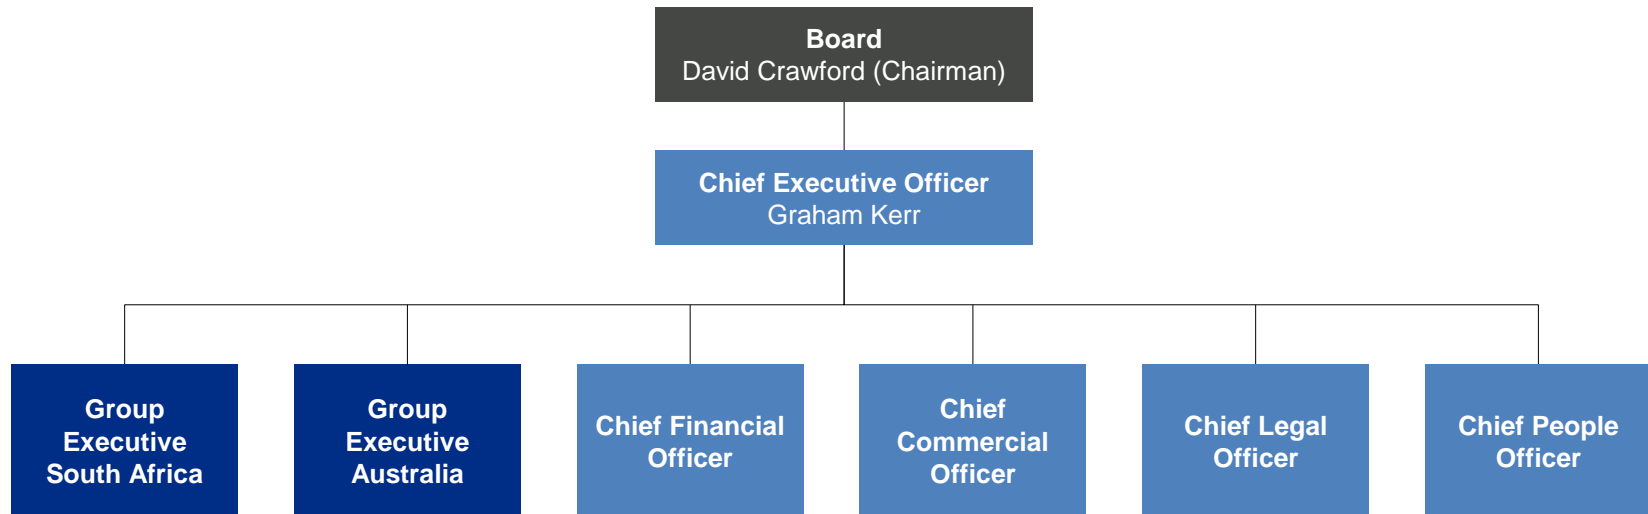 Board
David Crawford (Chairman)
Chief Executive Officer
Graham Kerr
Group
Executive
South Africa
Group
Executive
Australia
Chief Financial
Officer
Chief
Commercial
Officer
Chief Legal
Officer
Chief People
Officer